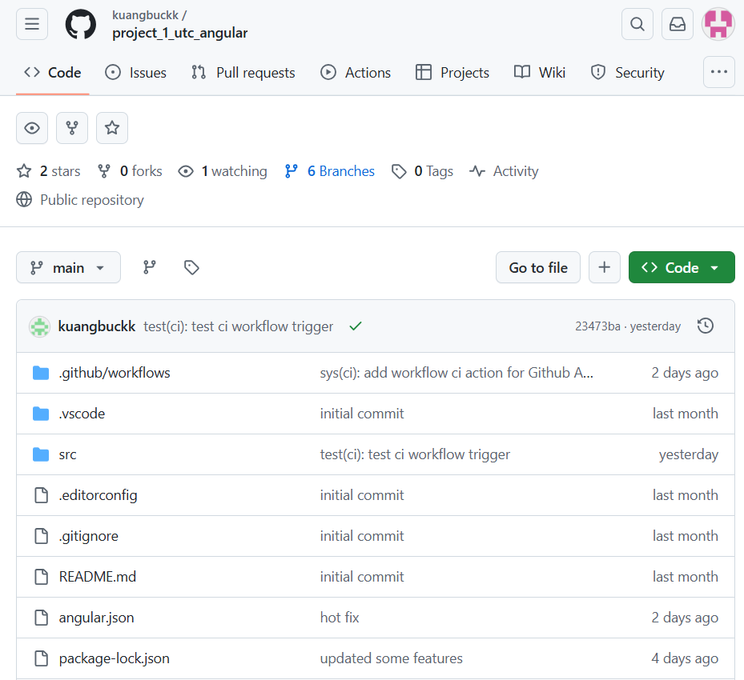 kuangbuckk /
project_1_utc_angular
Code Issues Pull requests Actions Projects Wiki Security
2 stars 0 forks 1 watching 6 Branches 0 Tags Activity
Public repository
main Go to file Code
kuangbuckk test(ci): test ci workflow trigger 23473ba · yesterday
.github/workflows sys(ci): add workflow ci action for Github A... 2 days ago
.vscode initial commit last month
src test(ci): test ci workflow trigger yesterday
.editorconfig initial commit last month
.gitignore initial commit last month
README.md initial commit last month
angular.json hot fix 2 days ago
package-lock.json updated some features 4 days ago